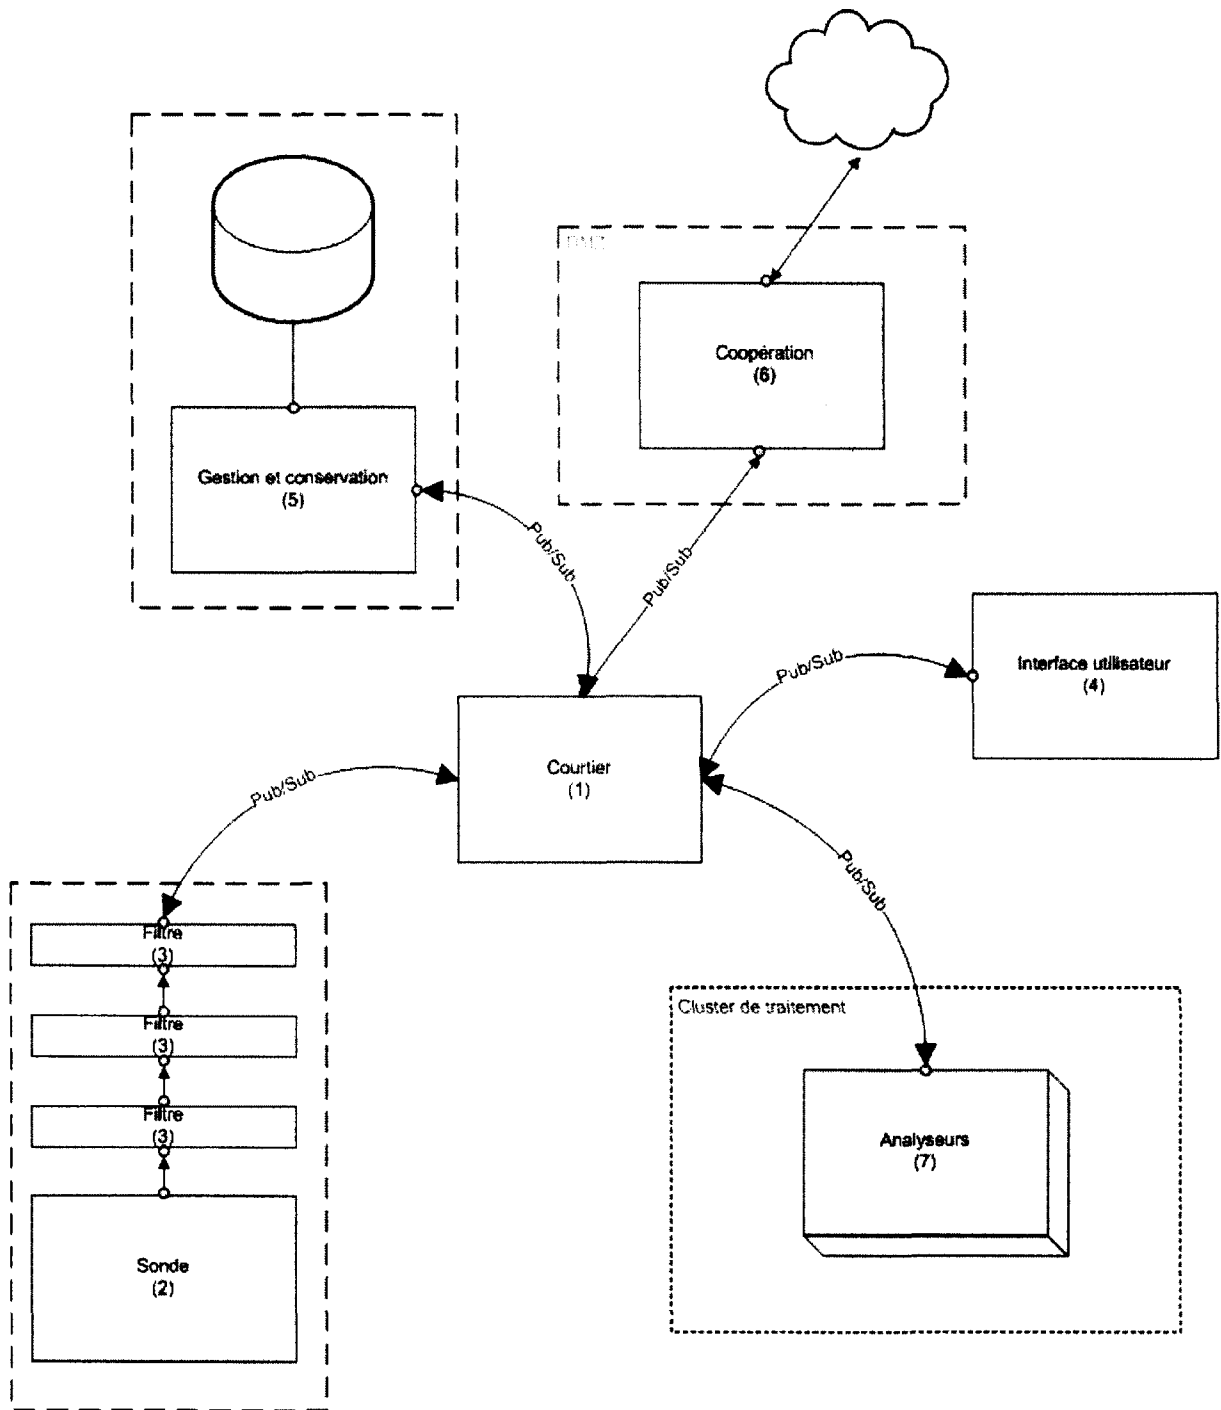 Coopération
(6)
Gestion et conservation
(5)
Pub/Sub
Pub/Sub
Interface utilisateur
(4)
Pub/Sub
Courtier
(1)
Pub/Sub
Pub/Sub
Filtre
(3)
Filtre
(3)
Filtre
(3)
Sonde
(2)
Cluster de traitement
Analyseurs
(7)